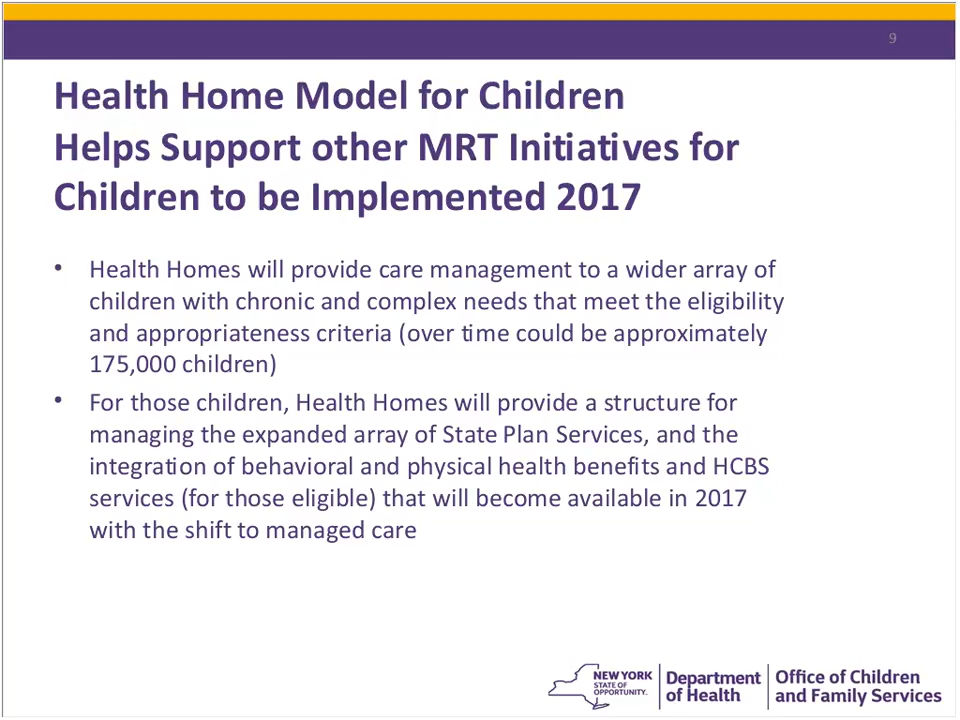 9
Health Home Model for Children
Helps Support other MRT Initiatives for
Children to be Implemented 2017
• Health Homes will provide care management to a wider array of
children with chronic and complex needs that meet the eligibility
and appropriateness criteria (over time could be approximately
175,000 children)
• For those children, Health Homes will provide a structure for
managing the expanded array of State Plan Services, and the
integration of behavioral and physical health benefits and HCBS
services (for those eligible) that will become available in 2017
with the shift to managed care
NEW YORK
STATE OF
OPPORTUNITY.
Department
of Health
Office of Children
and Family Services